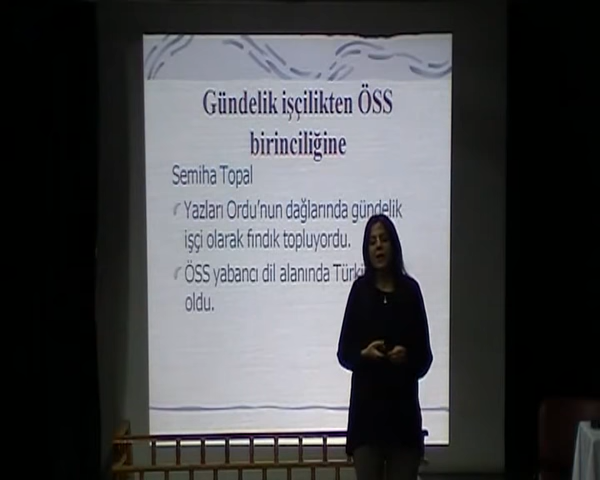 Gündelik işçilikten ÖSS
birinciliğine
Semiha Topal
Yazları Ordu'nun dağlarında gündelik
işçi olarak fındık topluyordu.
ÖSS yabancı dil alanında
oldu.